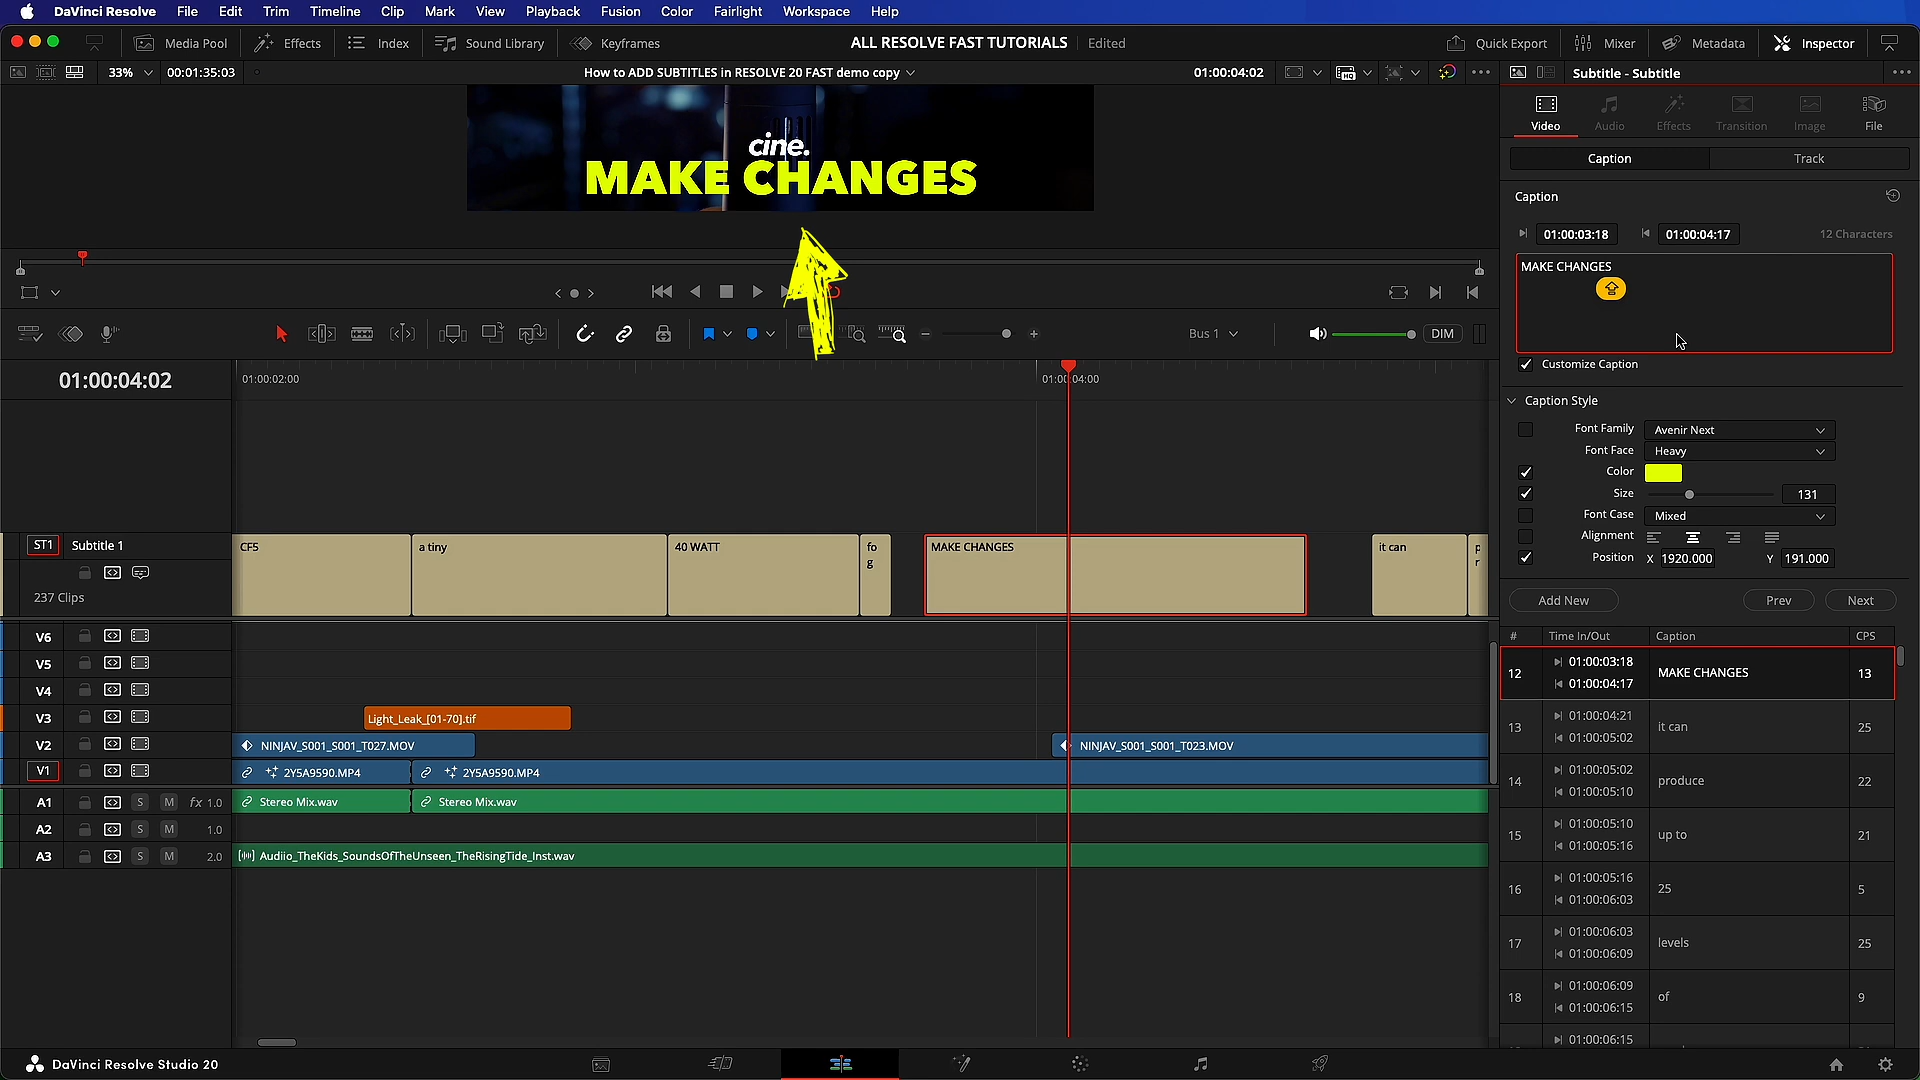 DaVinci Resolve File Edit Trim Timeline Clip Mark View Playback Fusion Color Fairlight Workspace Help
Media Pool Effects Index Sound Library Keyframes ALL RESOLVE FAST TUTORIALS Edited Quick Export Mixer Metadata Inspector
33% 00:01:35:03 How to ADD SUBTITLES in RESOLVE 20 FAST demo copy 01:00:04:02 Subtitle - Subtitle
Video Audio Effects Transition Image File
cine.
MAKE CHANGES
Caption Track
Caption
01:00:03:18 01:00:04:17 12 Characters
MAKE CHANGES
Bus 1 DIM
Customize Caption
01:00:04:02 01:00:02:00 01:00:04:00
Caption Style
Font Family Avenir Next
Font Face Heavy
Color
Size 131
Font Case Mixed
Alignment
Position X 1920.000 Y 191.000
Add New Prev Next
ST1 Subtitle 1
237 Clips
CF5
a tiny
40 WATT
fo
g
MAKE CHANGES
it can
p
r
V6
V5
V4
V3 Light_Leak_[01-70].tif
V2 NINJAV_S001_S001_T027.MOV NINJAV_S001_S001_T023.MOV
V1 2Y5A9590.MP4 2Y5A9590.MP4
A1 S M fx 1.0 Stereo Mix.wav Stereo Mix.wav
A2 S M 1.0
A3 S M 2.0 Audiio_TheKids_SoundsOfTheUnseen_TheRisingTide_Inst.wav
# Time In/Out Caption CPS
12 01:00:03:18 01:00:04:17 MAKE CHANGES 13
13 01:00:04:21 01:00:05:02 it can 25
14 01:00:05:02 01:00:05:10 produce 22
15 01:00:05:10 01:00:05:16 up to 21
16 01:00:05:16 01:00:06:03 25 5
17 01:00:06:03 01:00:06:09 levels 25
18 01:00:06:09 01:00:06:15 of 9
01:00:06:15
DaVinci Resolve Studio 20